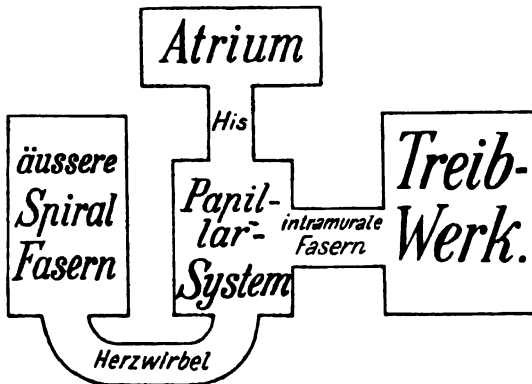 Atrium
His
äussere
Spiral
Fasern
Papil-
lar-
System
intramurale
Fasern
Treib-
Werk.
Herzwirbel